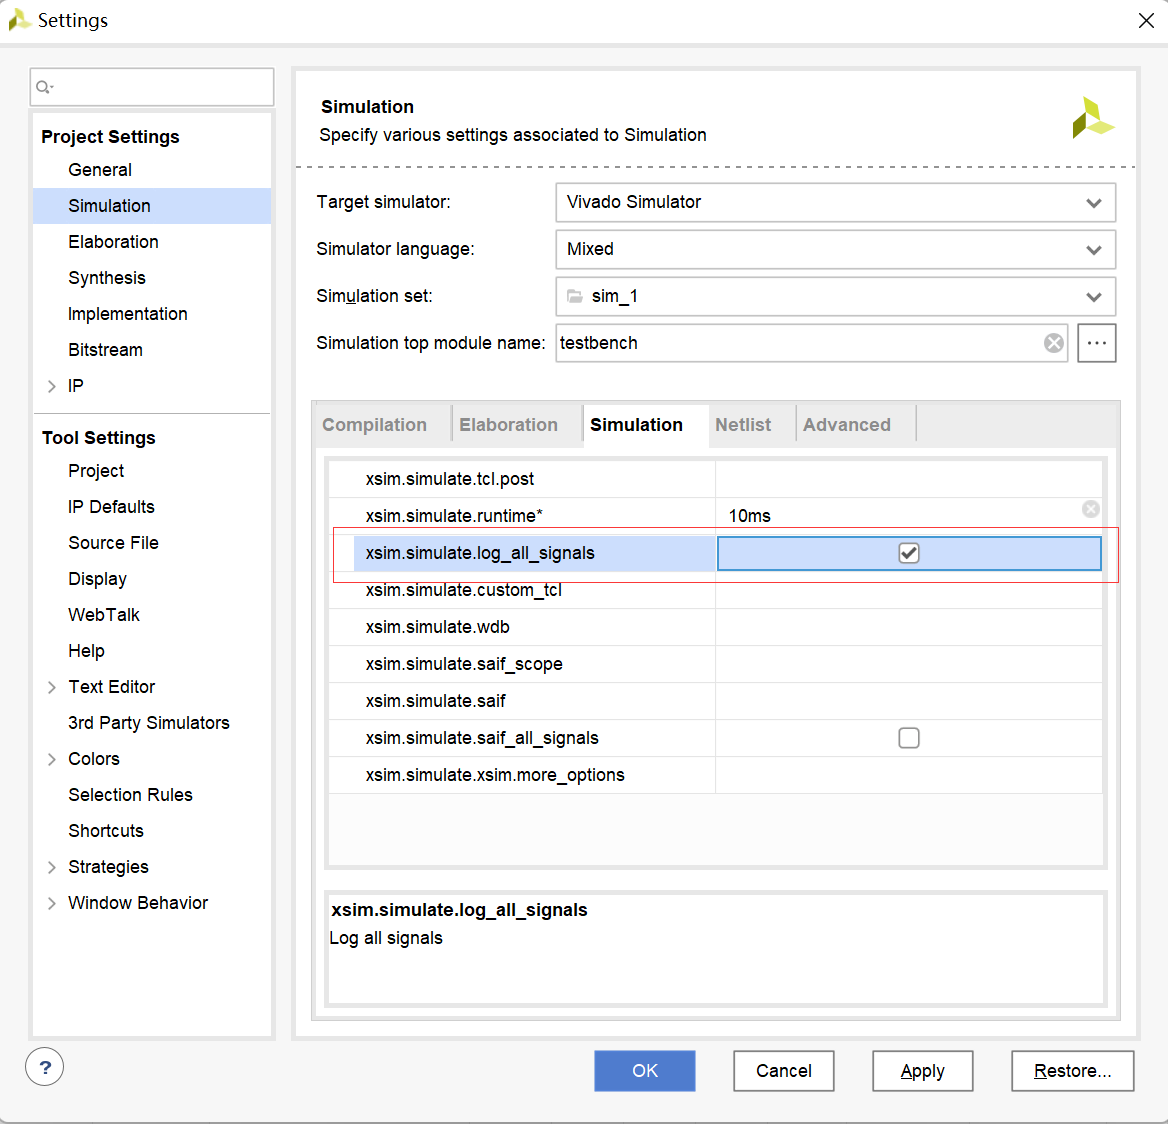 Settings
Project Settings
General
Simulation
Elaboration
Synthesis
Implementation
Bitstream
IP
Tool Settings
Project
IP Defaults
Source File
Display
WebTalk
Help
Text Editor
3rd Party Simulators
Colors
Selection Rules
Shortcuts
Strategies
Window Behavior
Simulation
Specify various settings associated to Simulation
Target simulator: Vivado Simulator
Simulator language: Mixed
Simulation set: sim_1
Simulation top module name: testbench ...
Compilation Elaboration Simulation Netlist Advanced
xsim.simulate.tcl.post
xsim.simulate.runtime* 10ms
xsim.simulate.log_all_signals
xsim.simulate.custom_tcl
xsim.simulate.wdb
xsim.simulate.saif_scope
xsim.simulate.saif
xsim.simulate.saif_all_signals
xsim.simulate.xsim.more_options
xsim.simulate.log_all_signals
Log all signals
? OK Cancel Apply Restore...